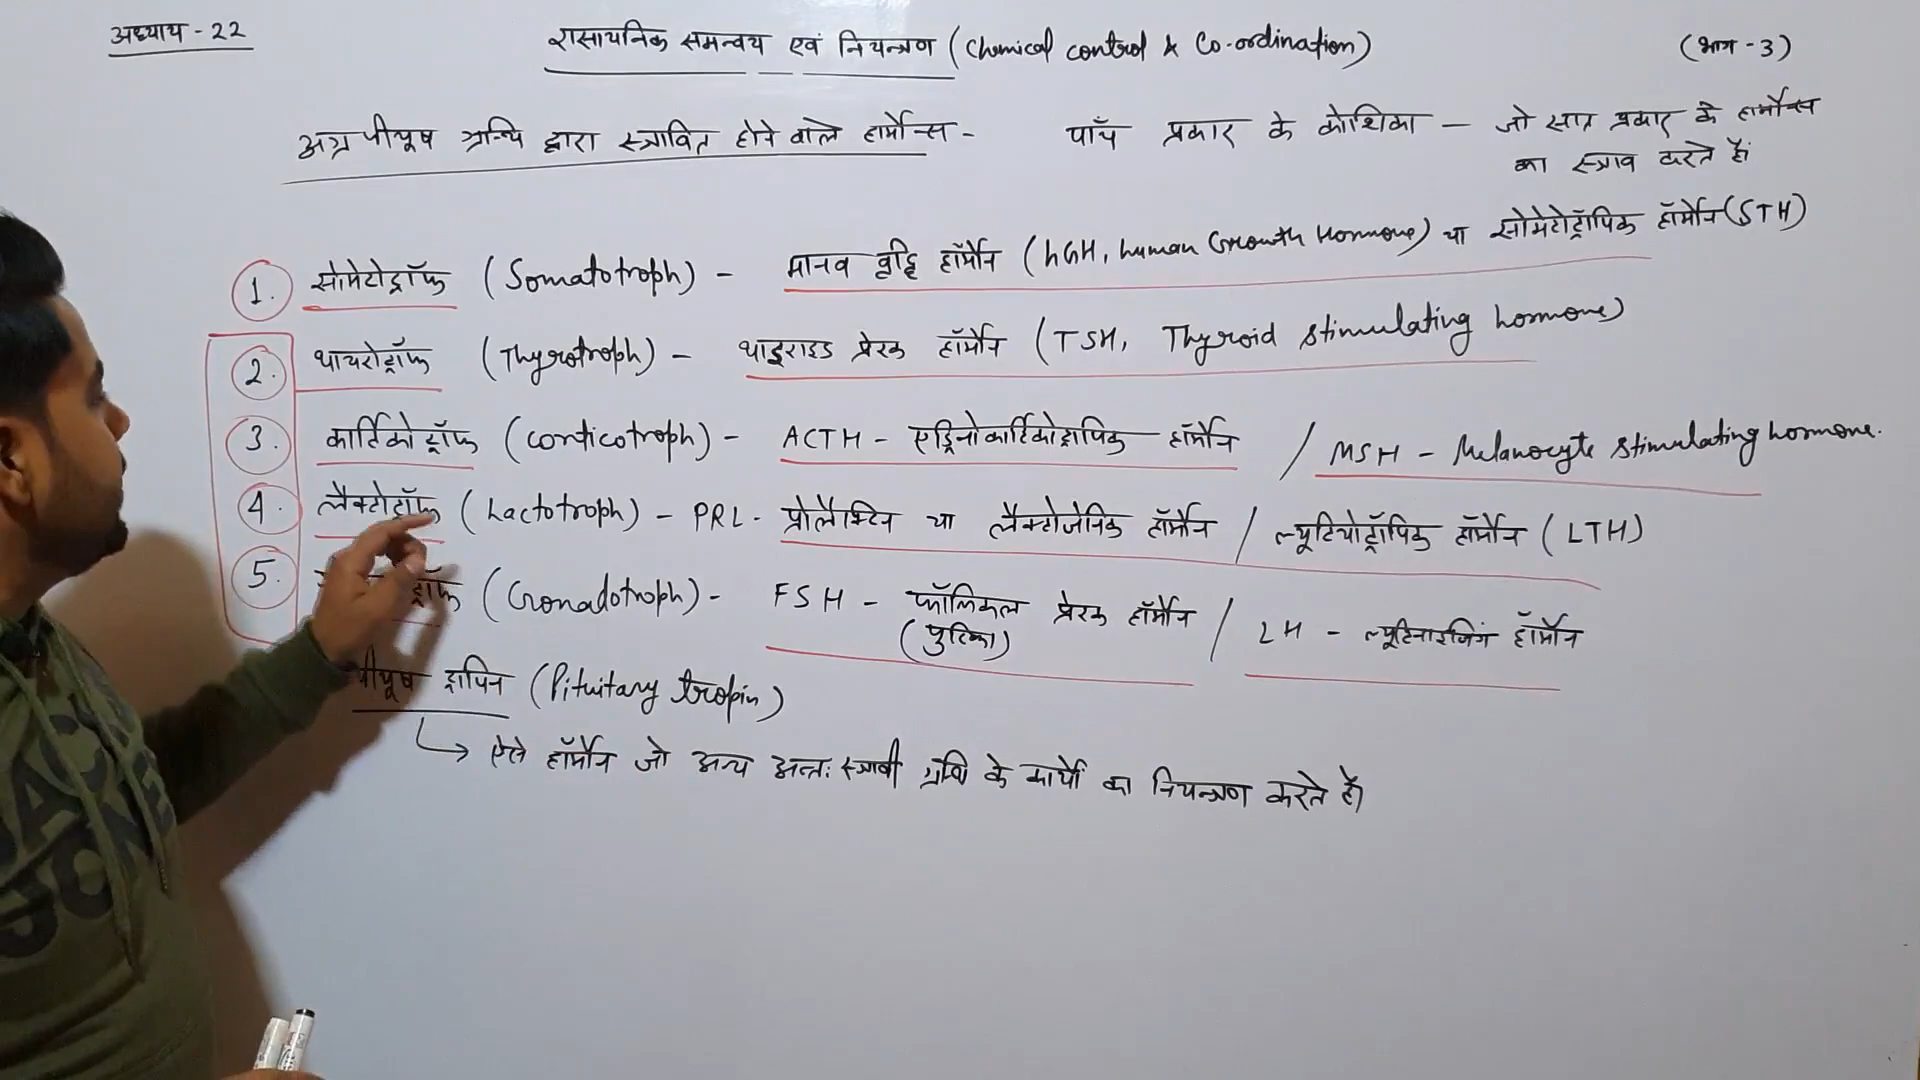 अध्याय - 22
रासायनिक समन्वय एवं नियन्त्रण (Chemical control & Co-ordination)
(भाग - 3)
अग्र पीयूष ग्रन्थि द्वारा स्त्रावित होने वाले हार्मोन्स -
पाँच प्रकार के कोशिका – जो सात प्रकार के हार्मोन्स
का स्त्राव करते हैं।
1. सोमेटोट्रॉफ (Somatotroph) - मानव वृद्धि हॉर्मोन (hGH, human Growth Hormone) या सोमेटोट्रॉपिक हॉर्मोन (STH)
2. थायरोट्रॉफ (Thyrotroph) - थाइराइड प्रेरक हॉर्मोन (TSH, Thyroid stimulating hormone)
3. कार्टिकोट्रॉफ (Corticotroph) - ACTH - एड्रिनोकार्टिकोट्रापिक हॉर्मोन / MSH - Melanocyte stimulating hormone.
4. लैक्टोट्रॉफ (Lactotroph) - PRL - प्रोलैक्टिन या लैक्टोजेनिक हॉर्मोन / ल्यूटियोट्रॉपिक हॉर्मोन (LTH)
5. ट्रॉफ (Gonadotroph) - FSH - फॉलिकल प्रेरक हॉर्मोन / LH - ल्यूटिनाइजिंग हॉर्मोन
(पुटिका)
पीयूष ट्रापिन (Pituitary tropin)
→ ऐसे हॉर्मोन जो अन्य अन्तः स्त्रावी ग्रन्थि के कार्यों का नियन्त्रण करते हैं।